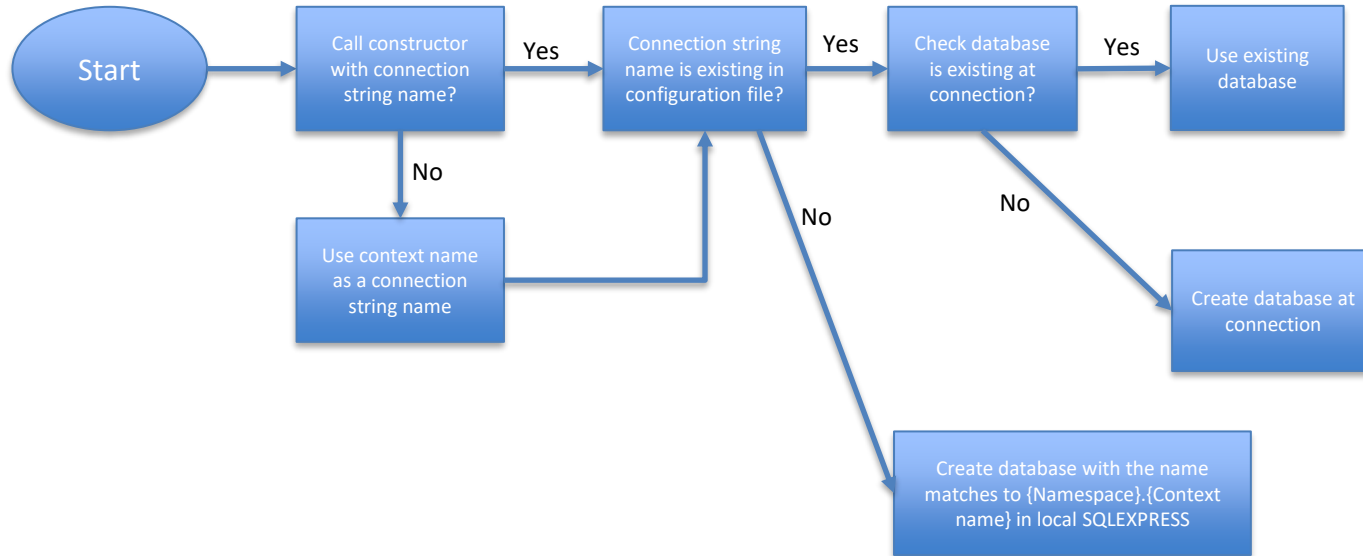 Start
Call constructor
with connection
string name?
Yes
Connection string
name is existing in
configuration file?
Yes
Check database
is existing at
connection?
Yes
Use existing
database
No
Use context name
as a connection
string name
No
No
Create database at
connection
Create database with the name
matches to {Namespace}.{Context
name} in local SQLEXPRESS